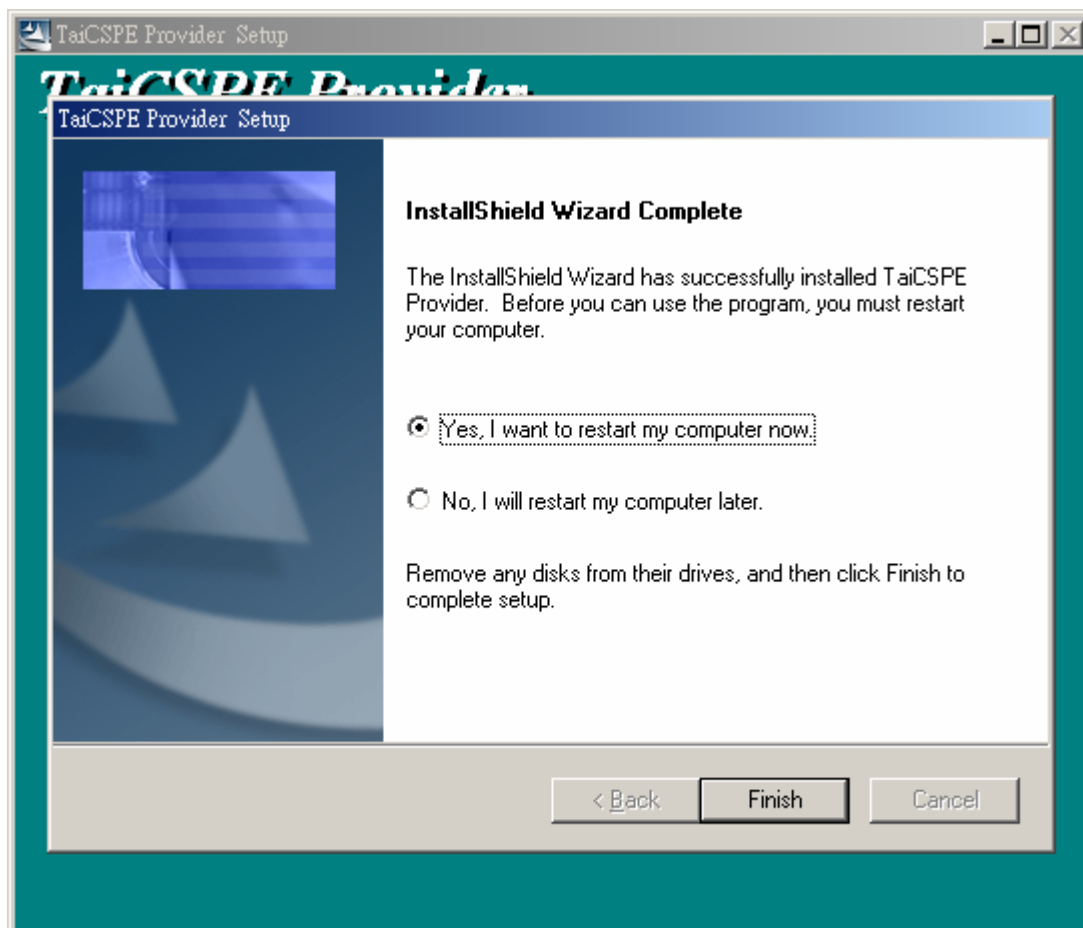 TaiCSPE Provider Setup
TaiCSPE Provider
TaiCSPE Provider Setup
InstallShield Wizard Complete
The InstallShield Wizard has successfully installed TaiCSPE
Provider. Before you can use the program, you must restart
your computer.
Yes, I want to restart my computer now.
No, I will restart my computer later.
Remove any disks from their drives, and then click Finish to
complete setup.
< Back
Finish
Cancel